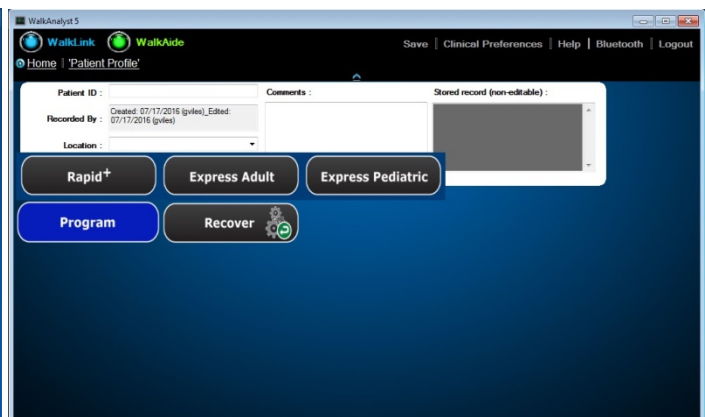 WalkAnalyst 5
WalkLink WalkAide Save Clinical Preferences Help Bluetooth Logout
Home 'Patient Profile'
Patient ID : Comments : Stored record (non-editable) :
Recorded By : Created: 07/17/2016 (gviles)_Edited:
07/17/2016 (gviles)
Location :
Rapid+ Express Adult Express Pediatric
Program Recover